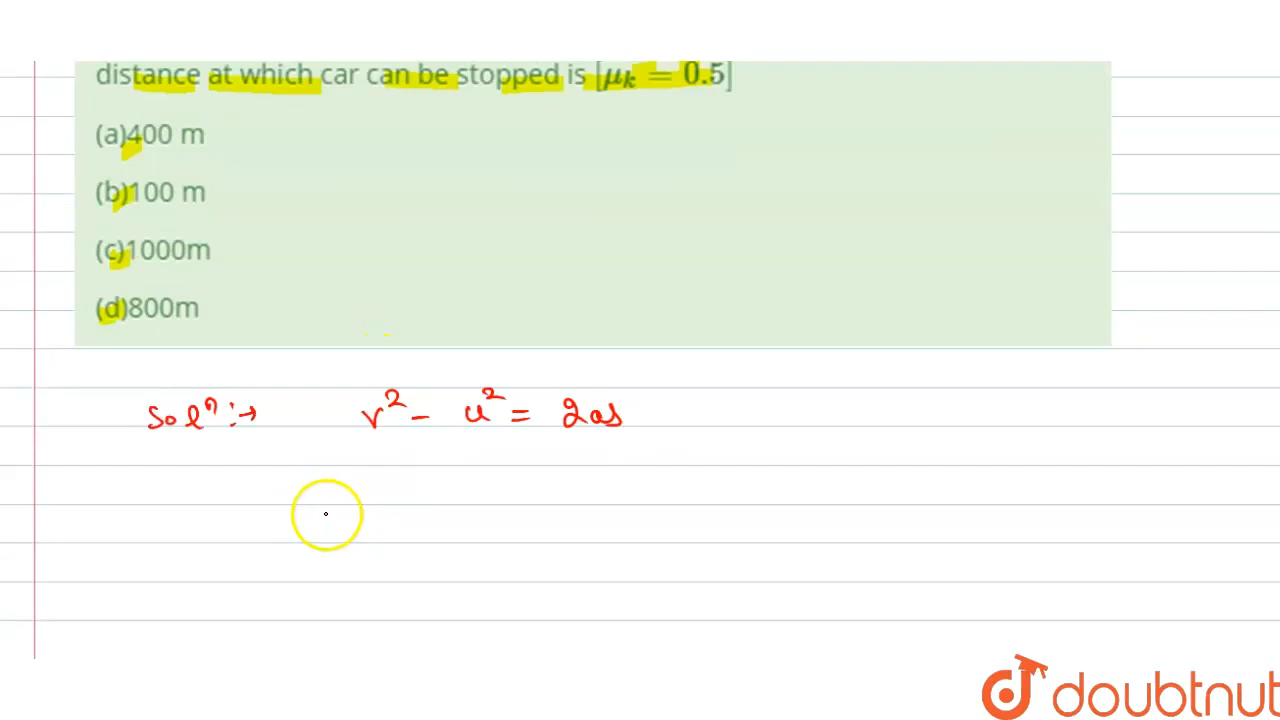 distance at which car can be stopped is [μₖ = 0.5]
(a)400 m
(b)100 m
(c)1000m
(d)800m
Solⁿ :→ v² - u² = 2as
doubtnut